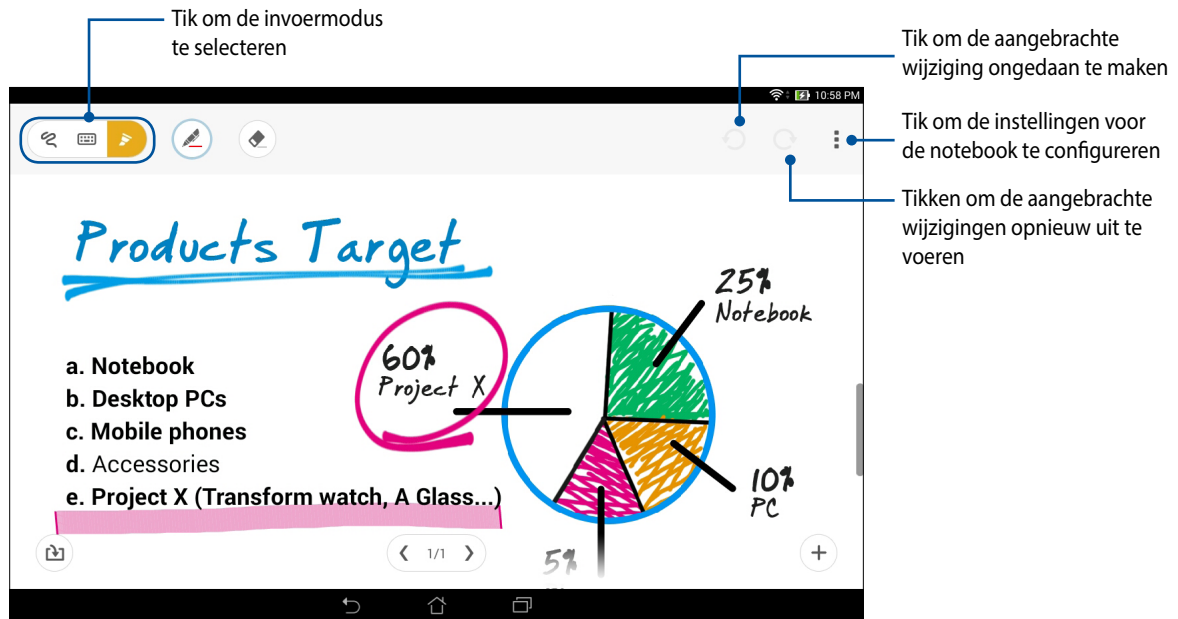 Tik om de invoermodus
te selecteren
Tik om de aangebrachte
wijziging ongedaan te maken
Tik om de instellingen voor
de notebook te configureren
Tikken om de aangebrachte
wijzigingen opnieuw uit te
voeren
10:58 PM
Products Target
25%
Notebook
60%
Project X
a. Notebook
b. Desktop PCs
c. Mobile phones
d. Accessories
e. Project X (Transform watch, A Glass...)
10%
PC
5%
1/1